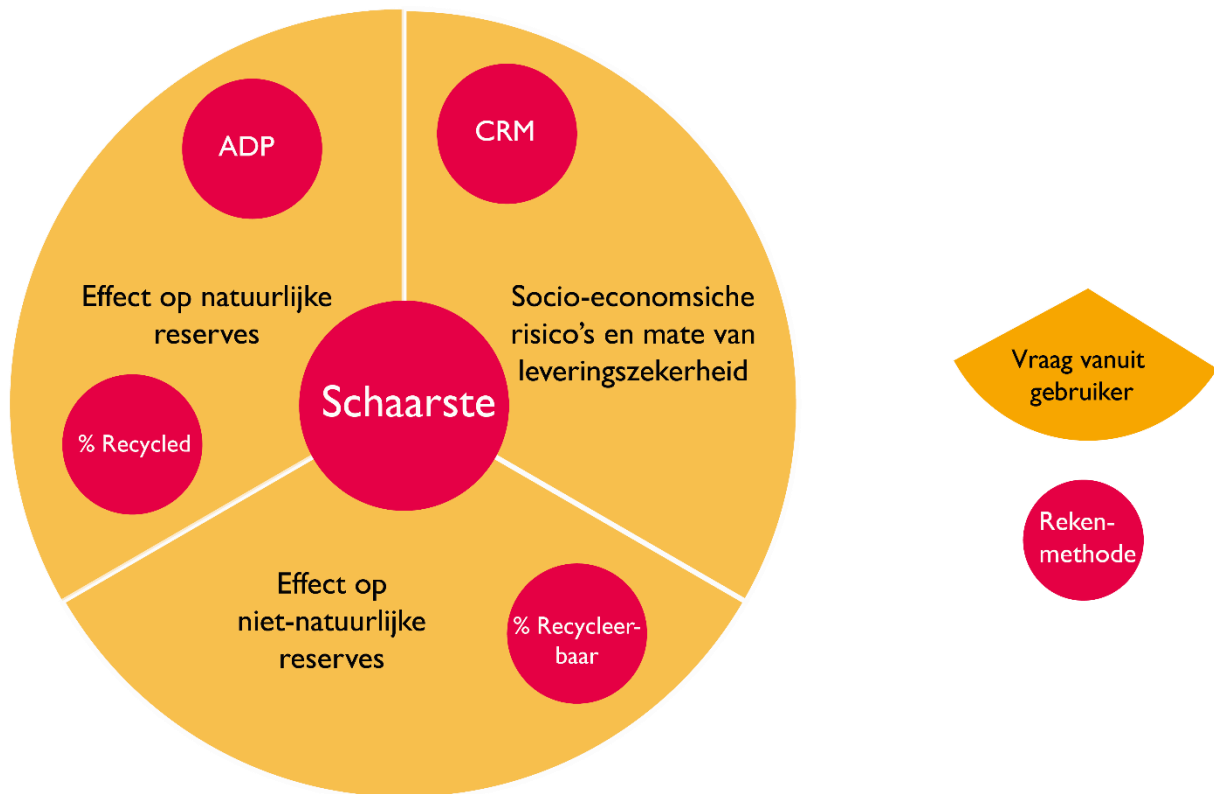 ADP
CRM
Effect op natuurlijke
reserves
Socio-economsiche
risico's en mate van
leveringszekerheid
Schaarste
% Recycled
Effect op
niet-natuurlijke
reserves
% Recycleer-
baar
Vraag vanuit
gebruiker
Reken-
methode